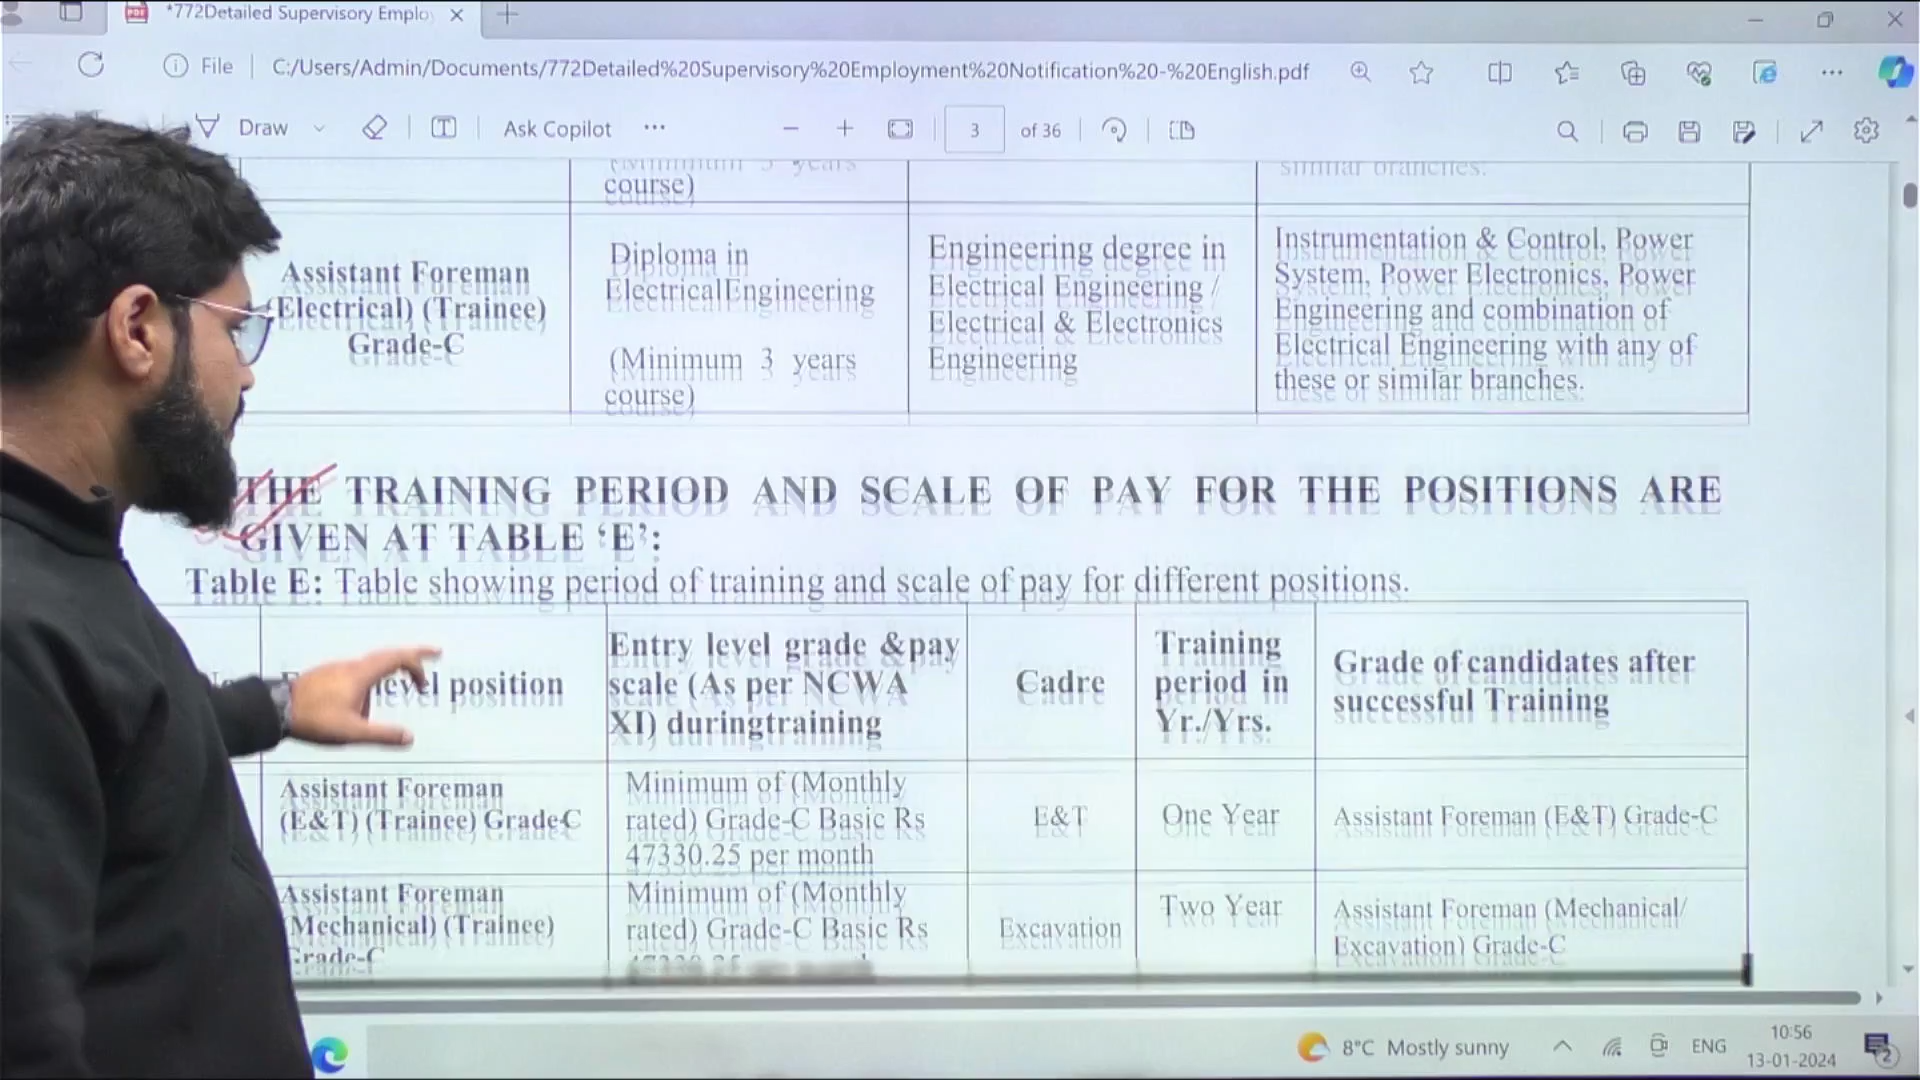 *772Detailed Supervisory Emplo
File
C:/Users/Admin/Documents/772Detailed%20Supervisory%20Employment%20Notification%20-%20English.pdf
Draw
Ask Copilot
3
of 36
(Minimum 3 years
course)
similar branches.
Assistant Foreman
(Electrical) (Trainee)
Grade-C
Diploma in
ElectricalEngineering
(Minimum 3 years
course)
Engineering degree in
Electrical Engineering /
Electrical & Electronics
Engineering
Instrumentation & Control, Power
System, Power Electronics, Power
Engineering and combination of
Electrical Engineering with any of
these or similar branches.
THE TRAINING PERIOD AND SCALE OF PAY FOR THE POSITIONS ARE
GIVEN AT TABLE ‘E’:
Table E: Table showing period of training and scale of pay for different positions.
level position
Entry level grade &pay
scale (As per NCWA
XI) duringtraining
Cadre
Training
period in
Yr./Yrs.
Grade of candidates after
successful Training
Assistant Foreman
(E&T) (Trainee) Grade-C
Minimum of (Monthly
rated) Grade-C Basic Rs
47330.25 per month
E&T
One Year
Assistant Foreman (E&T) Grade-C
Assistant Foreman
(Mechanical) (Trainee)
Grade-C
Minimum of (Monthly
rated) Grade-C Basic Rs
Excavation
Two Year
Assistant Foreman (Mechanical/
Excavation) Grade-C
8°C Mostly sunny
ENG
10:56
13-01-2024
2